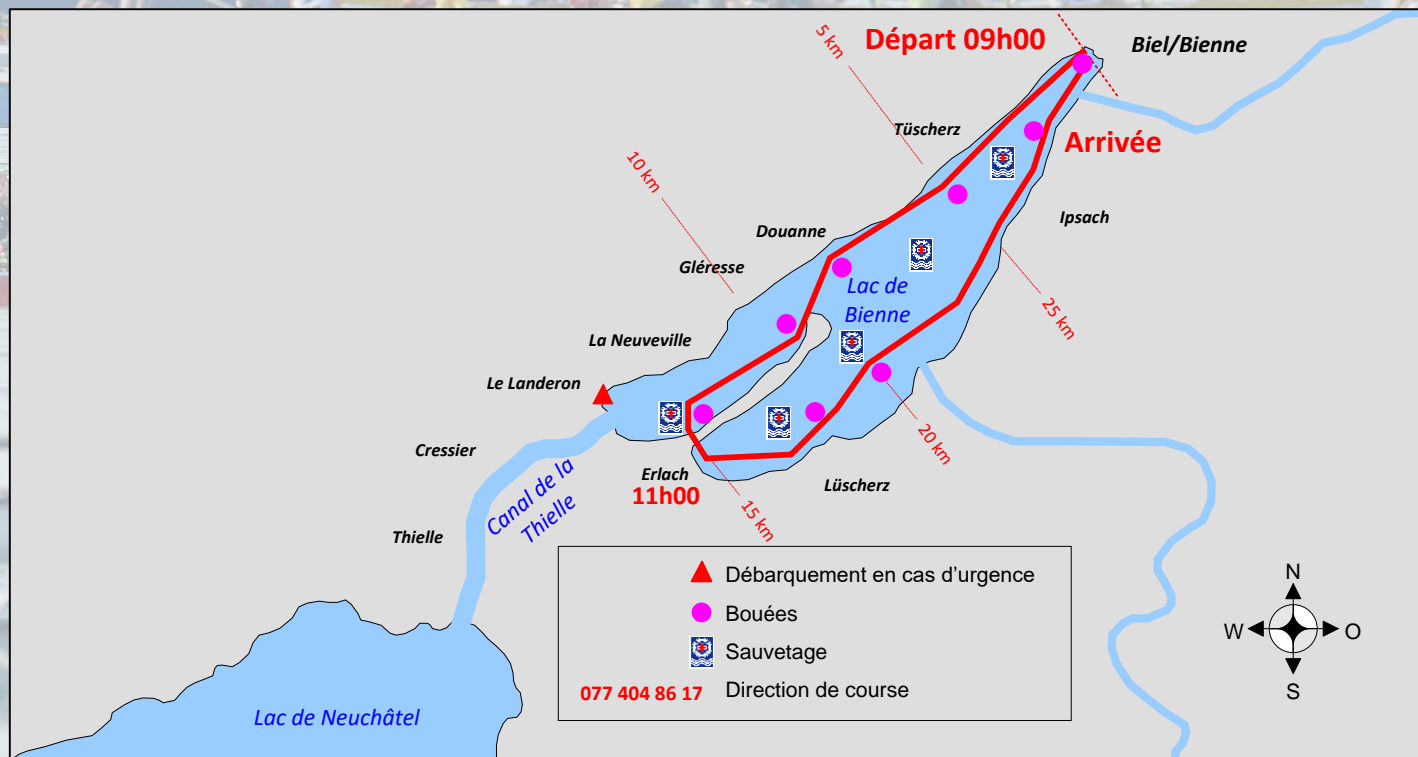 Départ 09h00
Biel/Bienne
5 km
Tüscherz
Arrivée
10 km
Ipsach
Douanne
Gléresse
Lac de
Bienne
25 km
La Neuveville
Le Landeron
20 km
Cressier
Erlach
11h00
Lüscherz
15 km
Canal de la
Thielle
Thielle
Débarquement en cas d'urgence
Bouées
Sauvetage
077 404 86 17 Direction de course
Lac de Neuchâtel
N
W O
S